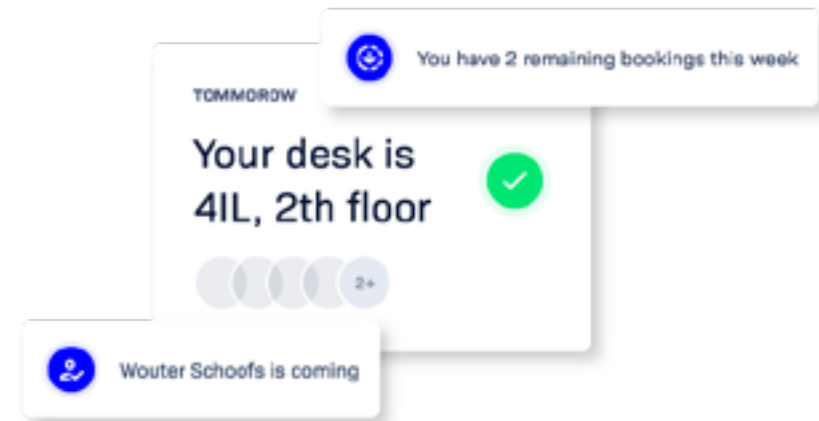 You have 2 remaining bookings this week
TOMMOROW
Your desk is
4IL, 2th floor
2+
Wouter Schoofs is coming